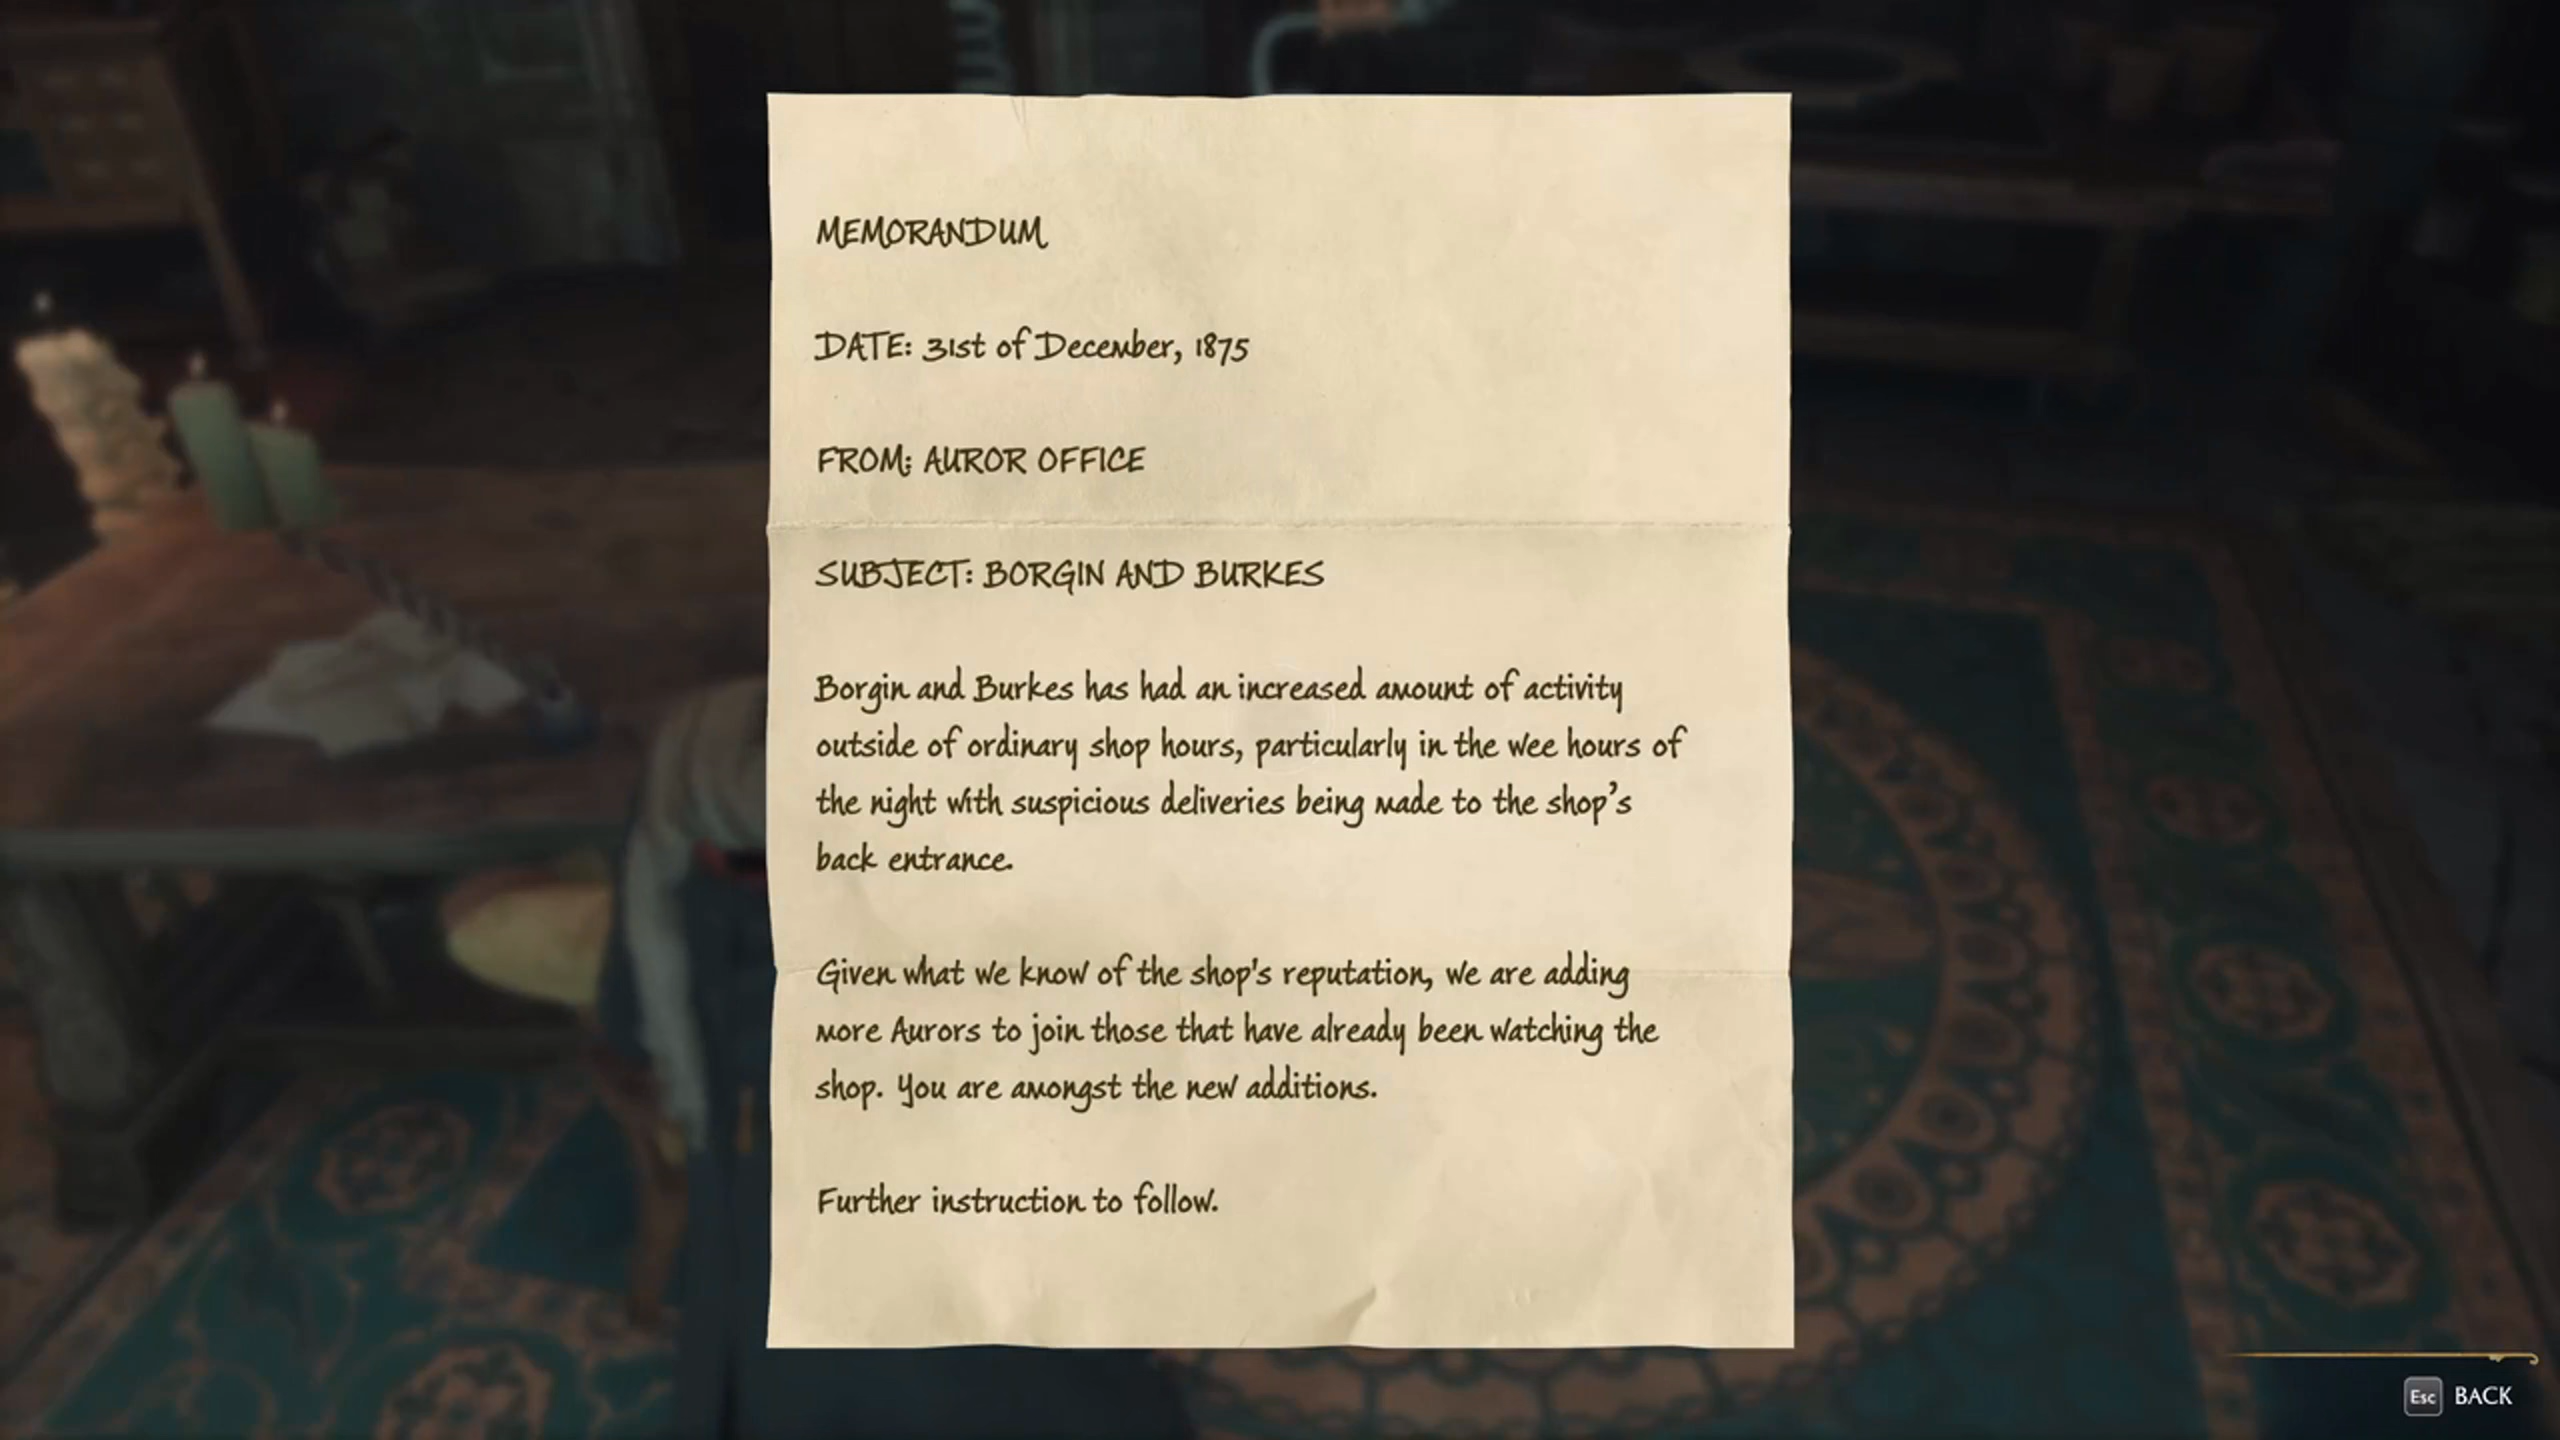 MEMORANDUM
DATE: 31st of December, 1875
FROM: AUROR OFFICE
SUBJECT: BORGIN AND BURKES
Borgin and Burkes has had an increased amount of activity
outside of ordinary shop hours, particularly in the wee hours of
the night with suspicious deliveries being made to the shop’s
back entrance.
Given what we know of the shop's reputation, we are adding
more Aurors to join those that have already been watching the
shop. You are amongst the new additions.
Further instruction to follow.
Esc BACK